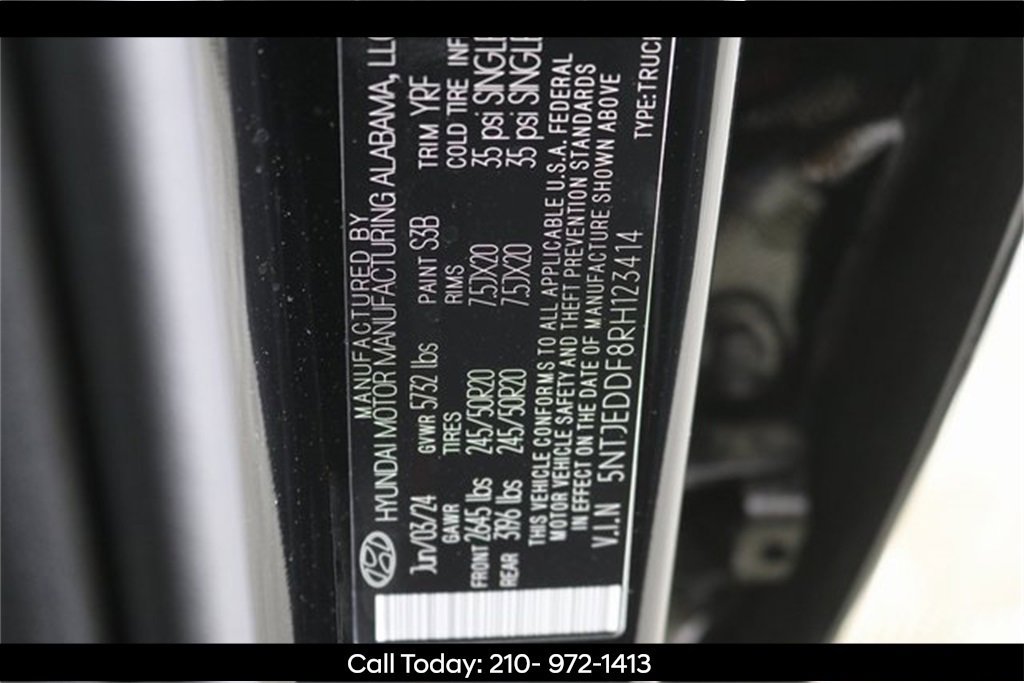 MANUFACTURED BY
HYUNDAI MOTOR MANUFACTURING ALABAMA, LLC
Jun/03/24 GVWR 5732 lbs PAINT S3B TRIM YRF
GAWR TIRES RIMS COLD TIRE INF
FRONT 2645 lbs 245/50R20 7.5JX20 35 psi SINGLE
REAR 3196 lbs 245/50R20 7.5JX20 35 psi SINGLE
THIS VEHICLE CONFORMS TO ALL APPLICABLE U.S.A. FEDERAL
MOTOR VEHICLE SAFETY AND THEFT PREVENTION STANDARDS
IN EFFECT ON THE DATE OF MANUFACTURE SHOWN ABOVE
V.I.N 5NTJEDDF8RH123414 TYPE:TRUCK
Call Today: 210- 972-1413